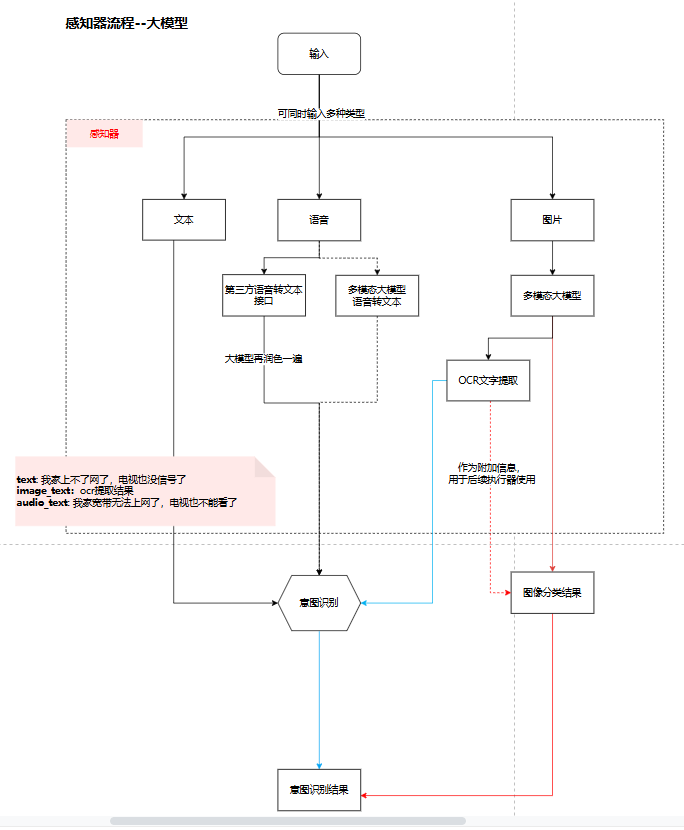 感知器流程--大模型
输入
可同时输入多种类型
感知器
文本
语音
图片
第三方语音转文本
接口
多模态大模型
语音转文本
多模态大模型
大模型再润色一遍
OCR文字提取
作为附加信息，
用于后续执行器使用
text: 我家上不了网了，电视也没信号了
image_text：ocr提取结果
audio_text: 我家宽带无法上网了，电视也不能看了
意图识别
图像分类结果
意图识别结果